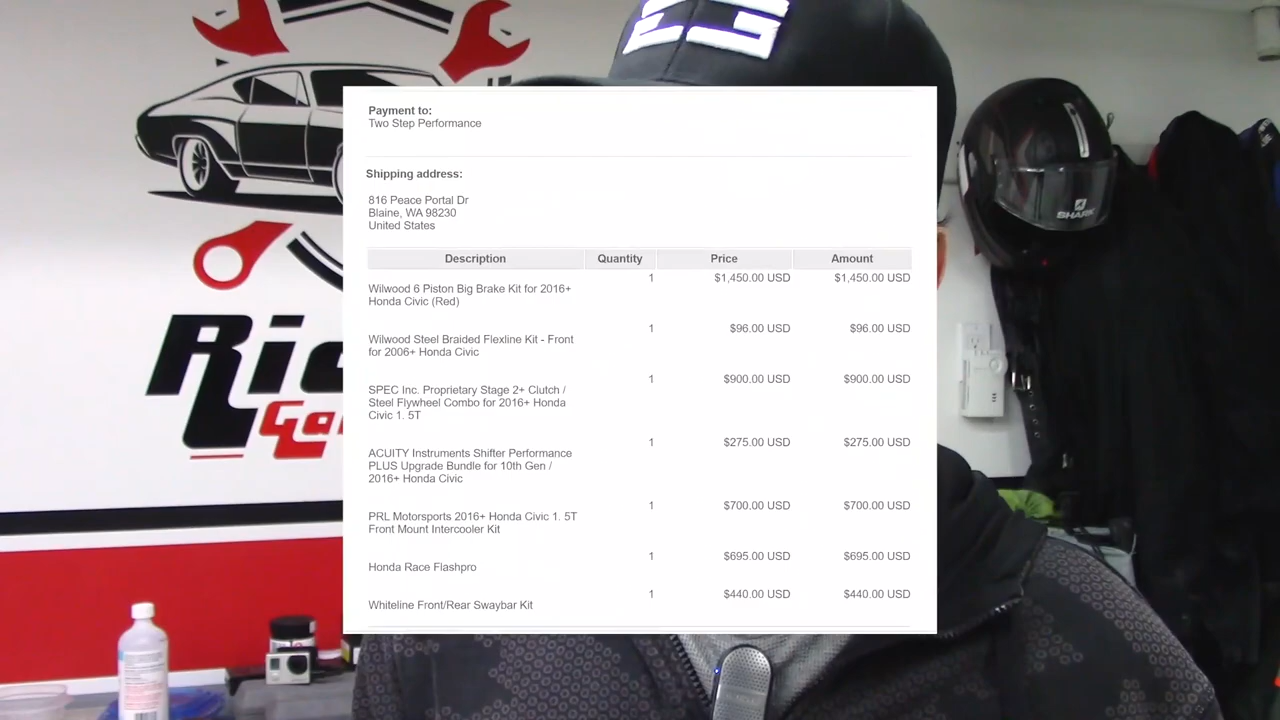 Payment to:
Two Step Performance
Shipping address:
816 Peace Portal Dr
Blaine, WA 98230
United States
Description Quantity Price Amount
Wilwood 6 Piston Big Brake Kit for 2016+ 1 $1,450.00 USD $1,450.00 USD
Honda Civic (Red)
Wilwood Steel Braided Flexline Kit - Front 1 $96.00 USD $96.00 USD
for 2006+ Honda Civic
SPEC Inc. Proprietary Stage 2+ Clutch / 1 $900.00 USD $900.00 USD
Steel Flywheel Combo for 2016+ Honda
Civic 1. 5T
ACUITY Instruments Shifter Performance 1 $275.00 USD $275.00 USD
PLUS Upgrade Bundle for 10th Gen /
2016+ Honda Civic
PRL Motorsports 2016+ Honda Civic 1. 5T 1 $700.00 USD $700.00 USD
Front Mount Intercooler Kit
Honda Race Flashpro 1 $695.00 USD $695.00 USD
Whiteline Front/Rear Swaybar Kit 1 $440.00 USD $440.00 USD
SHARK